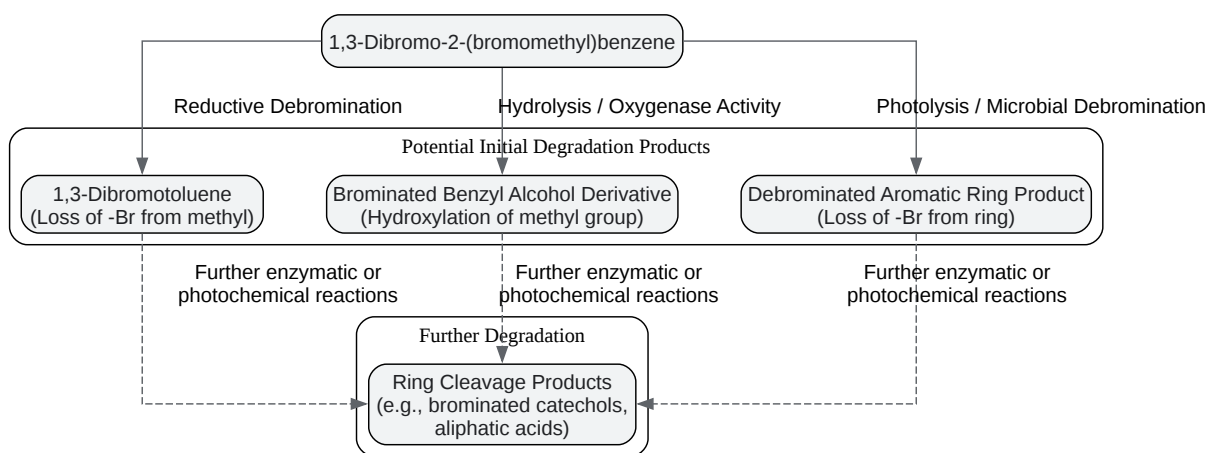 1,3-Dibromo-2-(bromomethyl)benzene
Reductive Debromination
Hydrolysis / Oxygenase Activity
Photolysis / Microbial Debromination
Potential Initial Degradation Products
1,3-Dibromotoluene
(Loss of -Br from methyl)
Brominated Benzyl Alcohol Derivative
(Hydroxylation of methyl group)
Debrominated Aromatic Ring Product
(Loss of -Br from ring)
Further enzymatic or
photochemical reactions
Further enzymatic or
photochemical reactions
Further enzymatic or
photochemical reactions
Further Degradation
Ring Cleavage Products
(e.g., brominated catechols,
aliphatic acids)